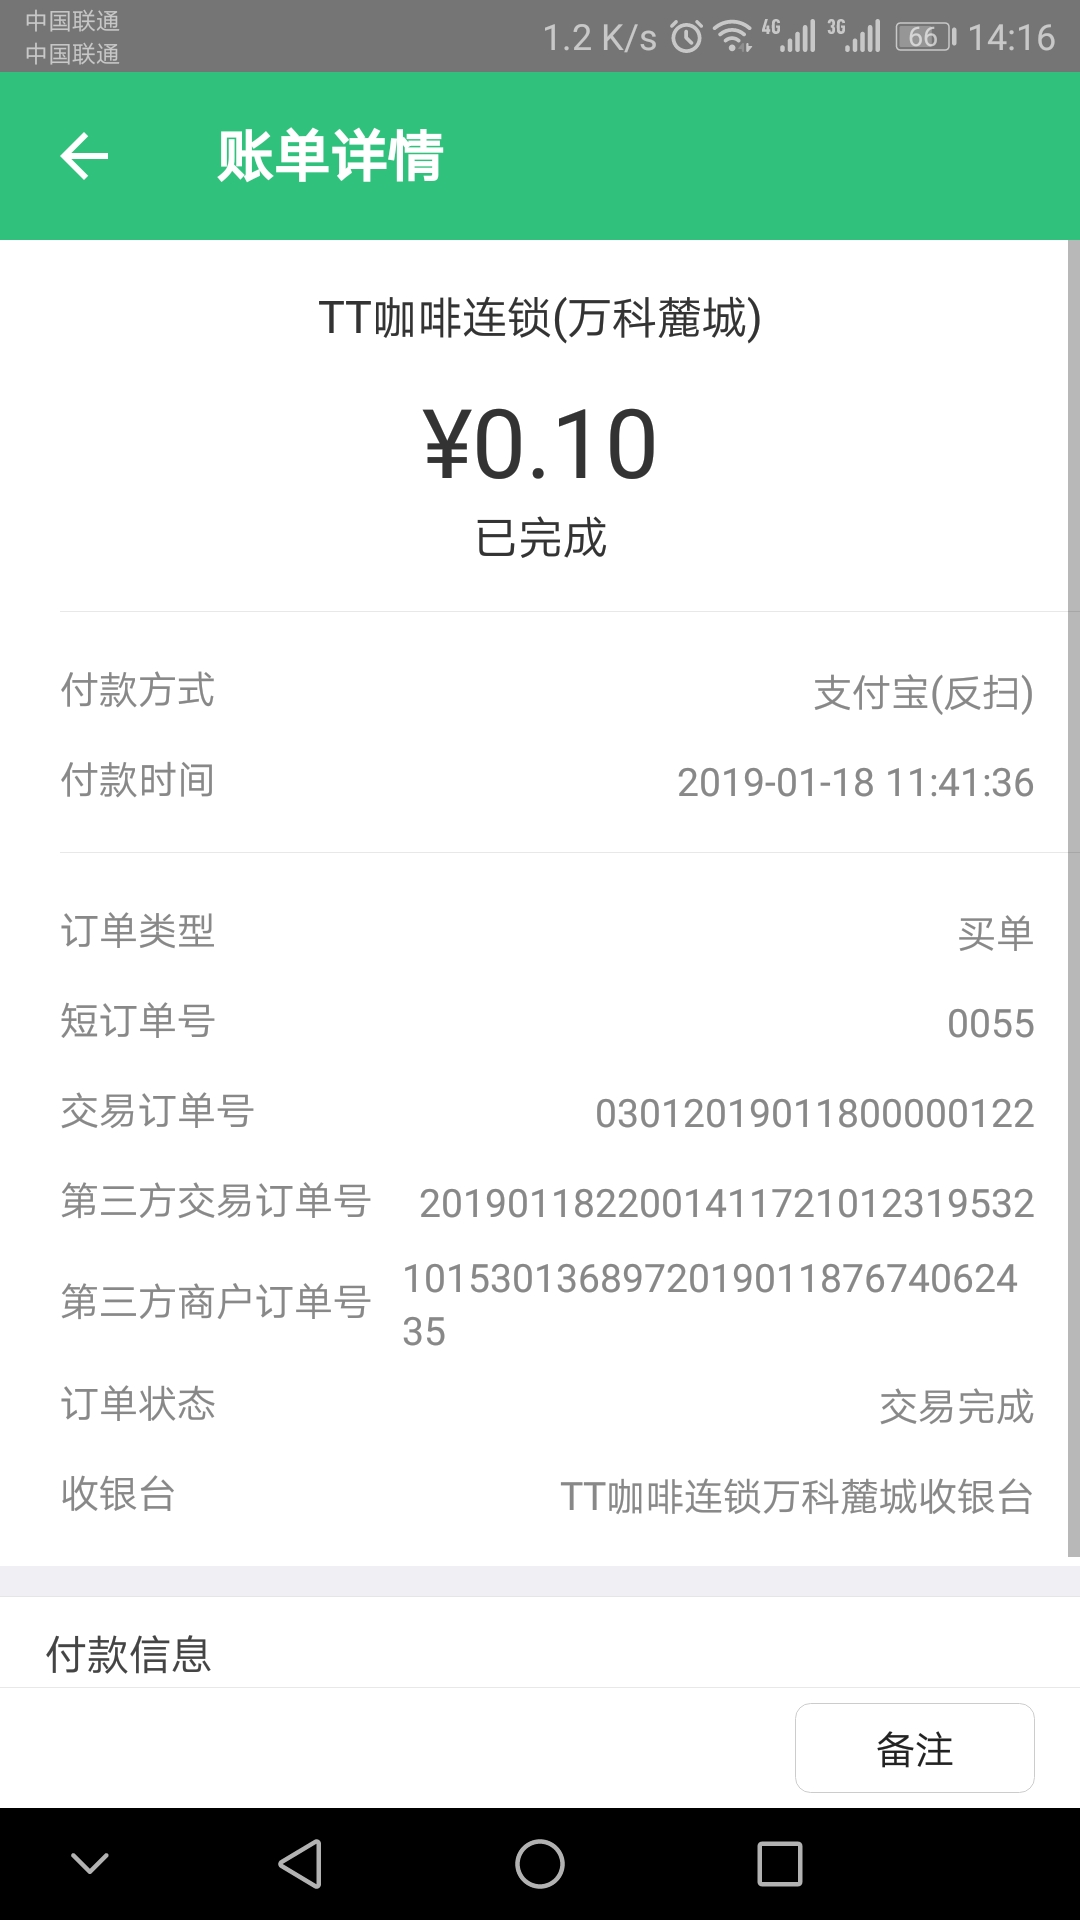 中国联通
中国联通
1.2 K/s 4G 3G 66 14:16
账单详情
TT咖啡连锁(万科麓城)
¥0.10
已完成
付款方式 支付宝(反扫)
付款时间 2019-01-18 11:41:36
订单类型 买单
短订单号 0055
交易订单号 03012019011800000122
第三方交易订单号 2019011822001411721012319532
第三方商户订单号 1015301368972019011876740624
35
订单状态 交易完成
收银台 TT咖啡连锁万科麓城收银台
付款信息
备注